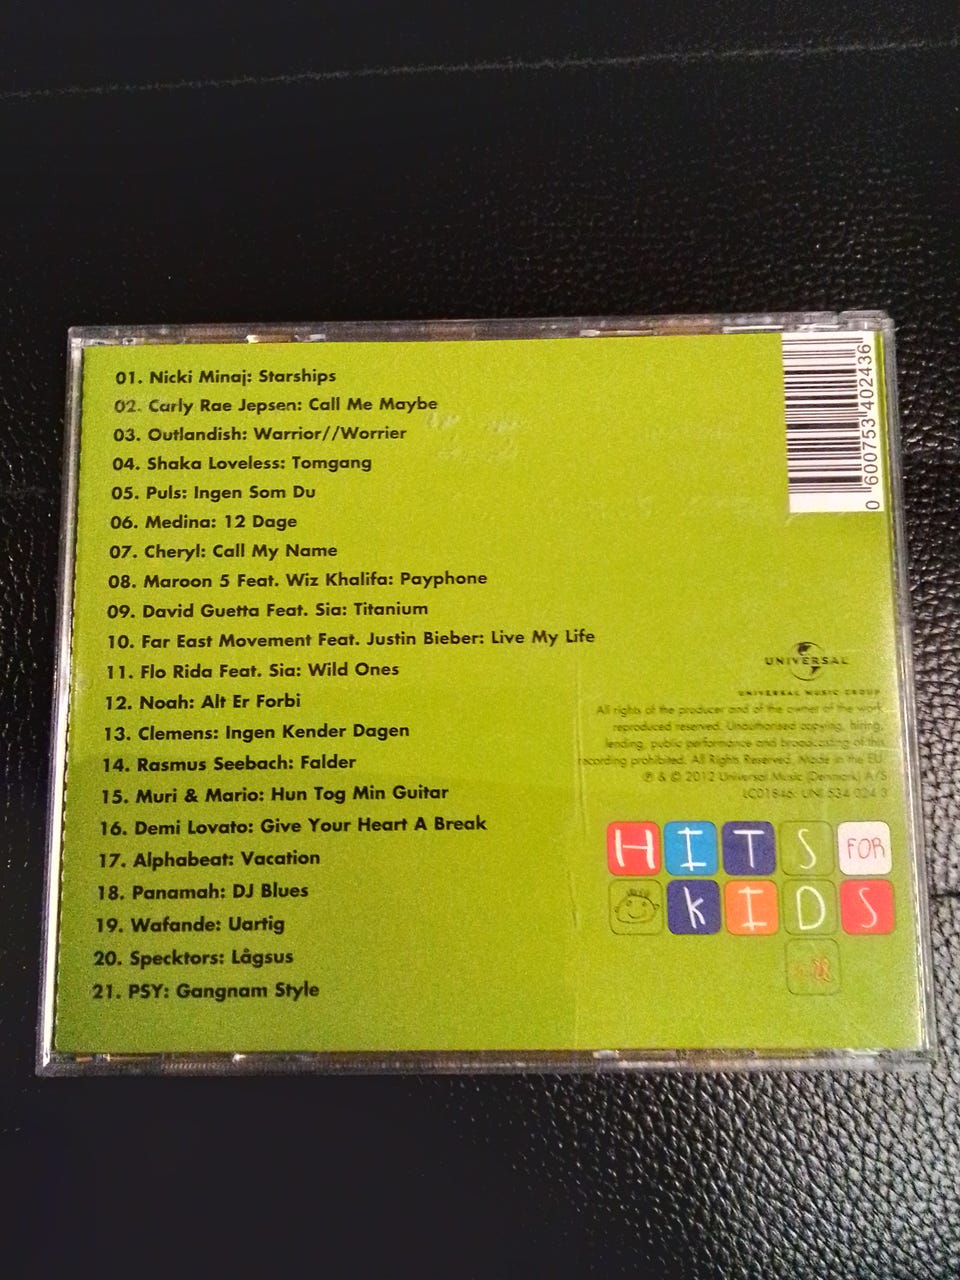 01. Nicki Minaj: Starships
02. Carly Rae Jepsen: Call Me Maybe
03. Outlandish: Warrior//Worrier
04. Shaka Loveless: Tomgang
05. Puls: Ingen Som Du
06. Medina: 12 Dage
07. Cheryl: Call My Name
08. Maroon 5 Feat. Wiz Khalifa: Payphone
09. David Guetta Feat. Sia: Titanium
10. Far East Movement Feat. Justin Bieber: Live My Life
11. Flo Rida Feat. Sia: Wild Ones
12. Noah: Alt Er Forbi
13. Clemens: Ingen Kender Dagen
14. Rasmus Seebach: Falder
15. Muri & Mario: Hun Tog Min Guitar
16. Demi Lovato: Give Your Heart A Break
17. Alphabeat: Vacation
18. Panamah: DJ Blues
19. Wafande: Uartig
20. Specktors: Lågsus
21. PSY: Gangnam Style
0 600753 402436
UNIVERSAL
UNIVERSAL MUSIC GROUP
All rights of the producer and of the owner of the work
reproduced reserved. Unauthorised copying, hiring,
lending, public performance and broadcasting of this
recording prohibited. All Rights Reserved. Made in the EU.
℗ & © 2012 Universal Music (Denmark) A/S
LC01846: UNI 534 024 3
HITS FOR
KIDS